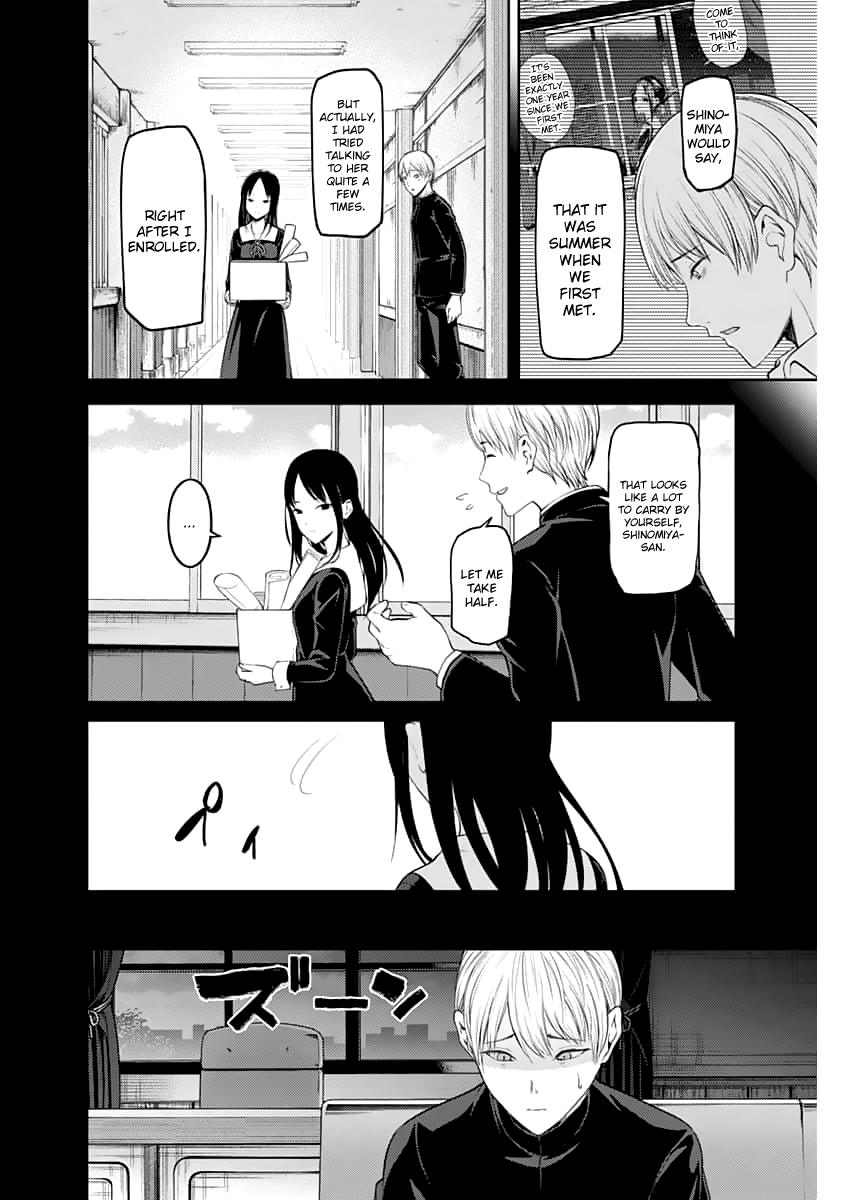 COME
TO
THINK
OF IT,
IT'S
BEEN
EXACTLY
ONE YEAR
SINCE WE
FIRST
MET.
SHINO-
MIYA
WOULD
SAY,
THAT IT
WAS
SUMMER
WHEN
WE
FIRST
MET.
BUT
ACTUALLY,
I HAD
TRIED
TALKING
TO HER
QUITE A
FEW
TIMES.
RIGHT
AFTER I
ENROLLED.
THAT LOOKS
LIKE A LOT
TO CARRY BY
YOURSELF,
SHINOMIYA-
SAN.
LET ME
TAKE
HALF.
...
プイ
ズーン